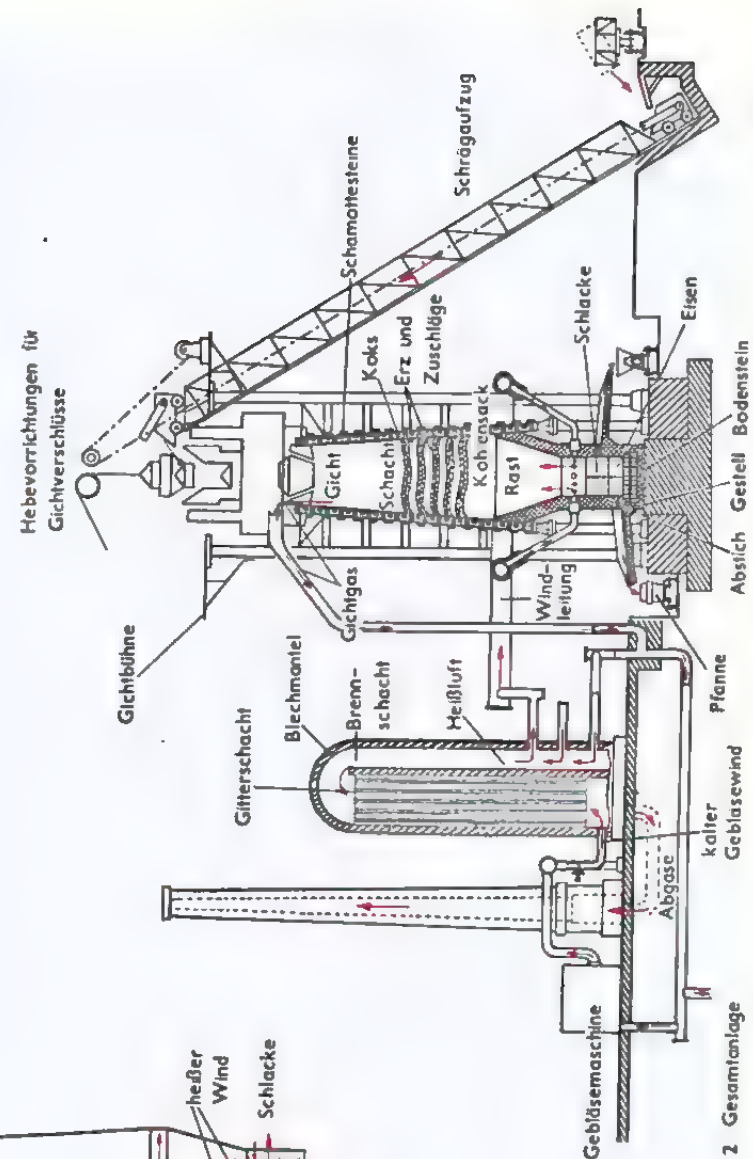 Hebevorrichtungen für
Gichtverschlüsse
Gichtbühne
Schrägaufzug
Schamottesteine
Koks
Erz und
Zuschläge
Gicht
Schacht
Kohlensack
Rast
Gichtgas
Wind-
leitung
Schlacke
Eisen
Bodenstein
Gestell
Abstich
Pfanne
Gitterschacht
Blechmantel
Brenn-
schacht
Heißluft
kalter
Gebläsewind
Abgase
Gebläsemaschine
2 Gesamtanlage
heißer
Wind
Schlacke